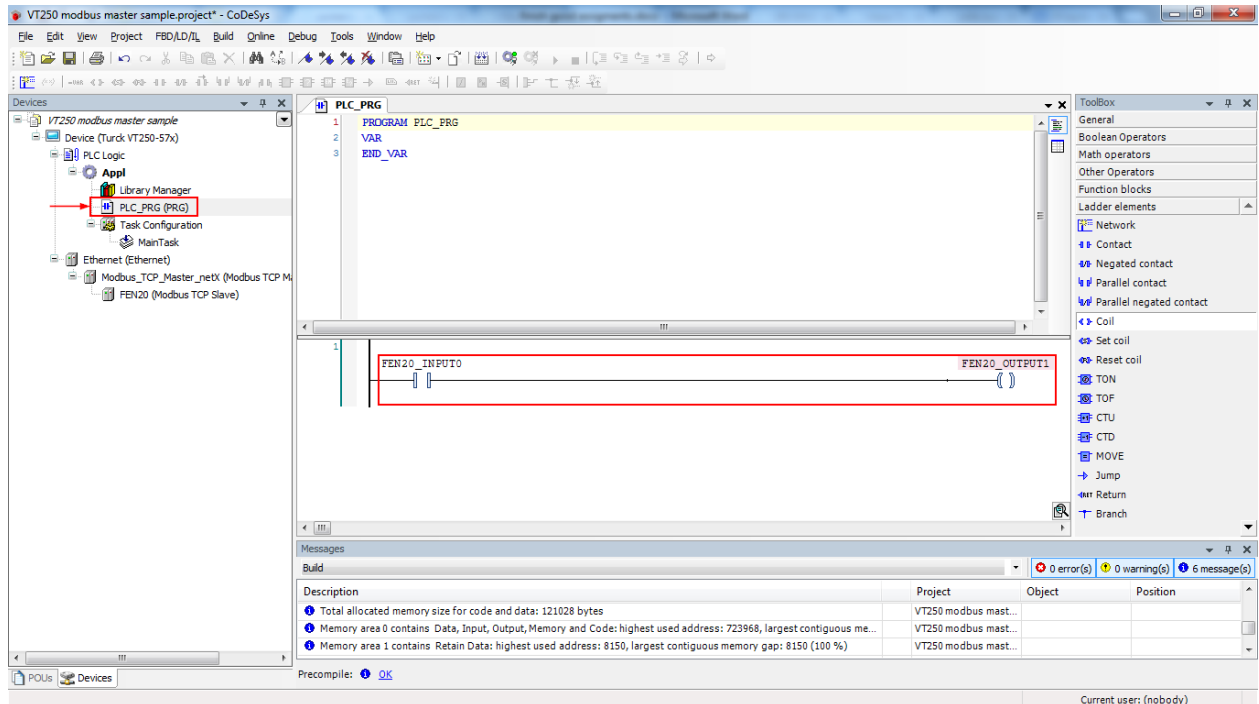 VT250 modbus master sample.project* - CoDeSys
File Edit View Project FBD/LD/IL Build Online Debug Tools Window Help
Devices
VT250 modbus master sample
Device (Turck VT250-57x)
PLC Logic
Appl
Library Manager
PLC_PRG (PRG)
Task Configuration
MainTask
Ethernet (Ethernet)
Modbus_TCP_Master_netX (Modbus TCP Ma
FEN20 (Modbus TCP Slave)
POUs Devices
PLC_PRG
1 PROGRAM PLC_PRG
2 VAR
3 END_VAR
1
FEN20_INPUT0 FEN20_OUTPUT1
ToolBox
General
Boolean Operators
Math operators
Other Operators
Function blocks
Ladder elements
Network
Contact
Negated contact
Parallel contact
Parallel negated contact
Coil
Set coil
Reset coil
TON
TOF
CTU
CTD
MOVE
Jump
Return
Branch
Messages
Build 0 error(s) 0 warning(s) 6 message(s)
Description Project Object Position
Total allocated memory size for code and data: 121028 bytes VT250 modbus mast...
Memory area 0 contains Data, Input, Output, Memory and Code: highest used address: 723968, largest contiguous me... VT250 modbus mast...
Memory area 1 contains Retain Data: highest used address: 8150, largest contiguous memory gap: 8150 (100 %) VT250 modbus mast...
Precompile: OK
Current user: (nobody)